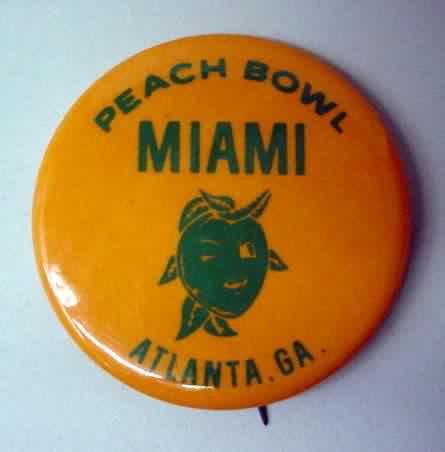 PEACH BOWL
MIAMI
ATLANTA. GA.